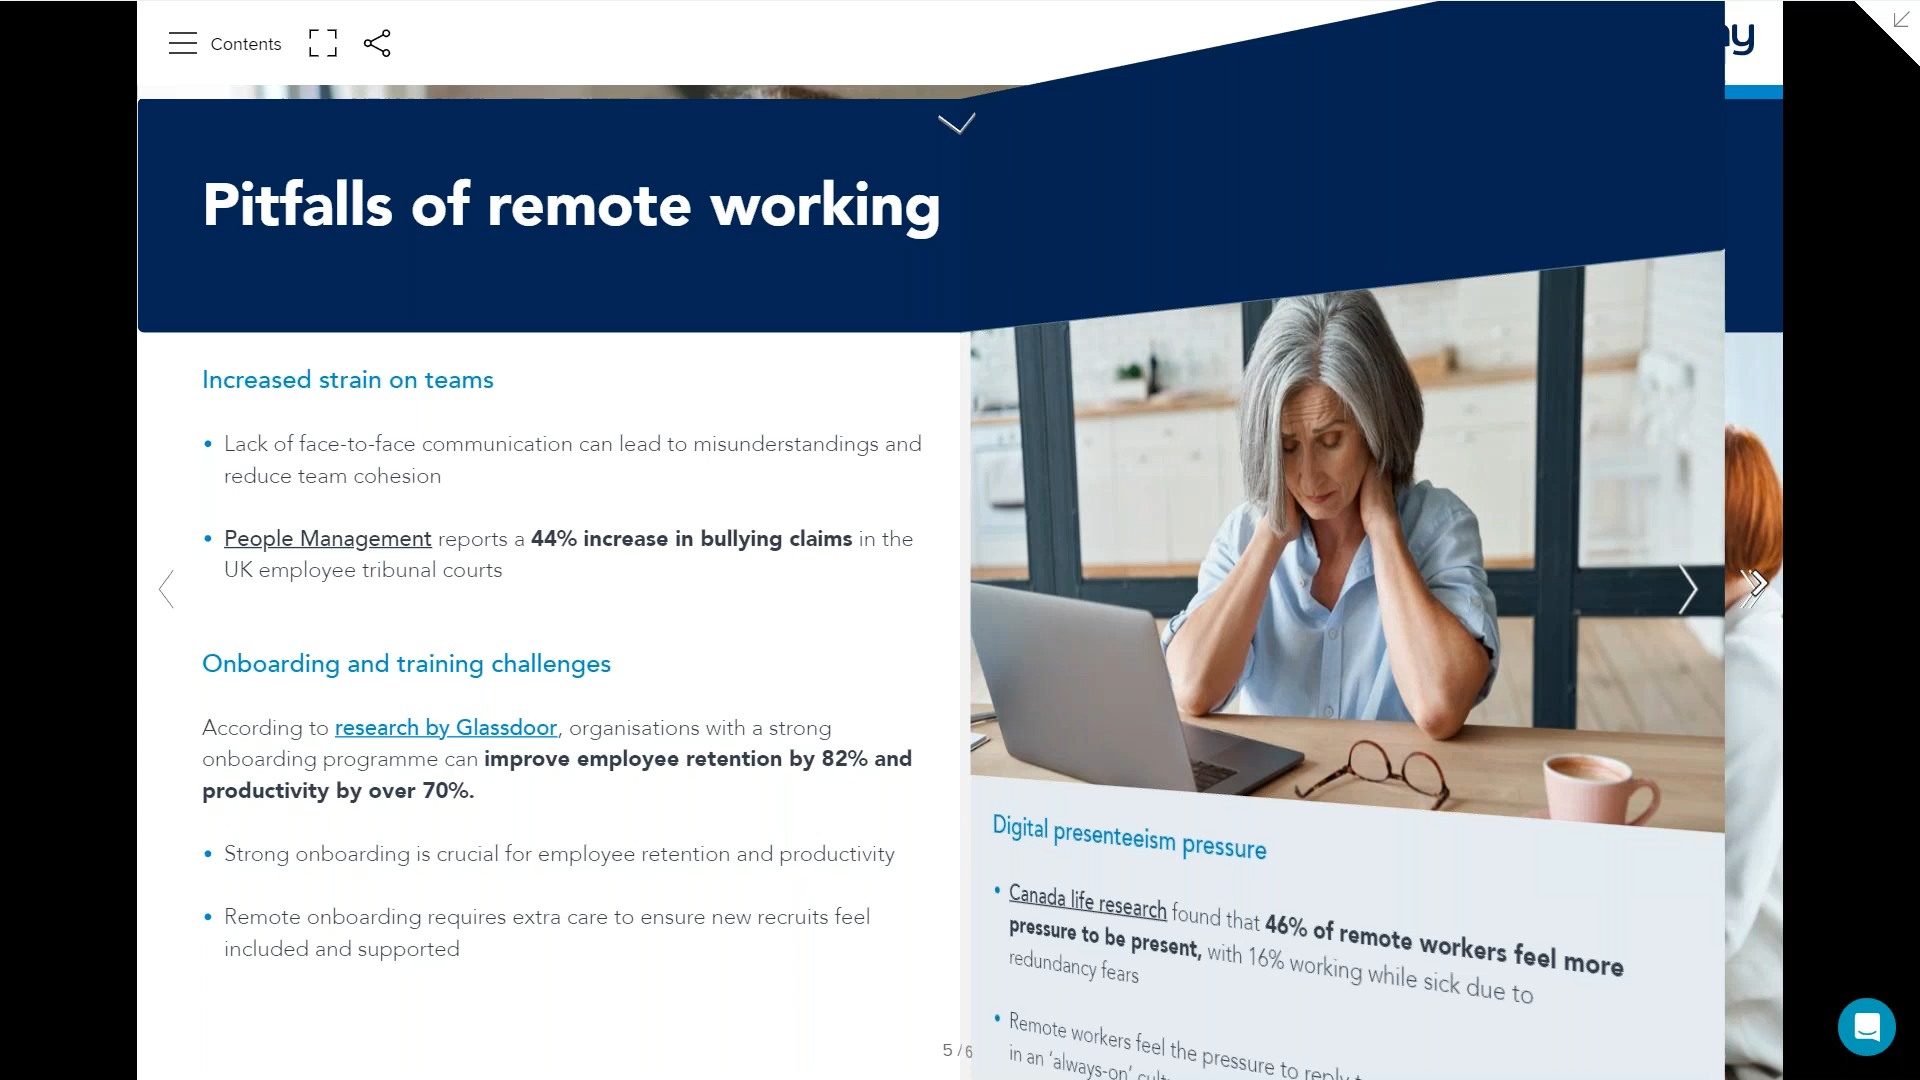 Contents
Pitfalls of remote working
Increased strain on teams
• Lack of face-to-face communication can lead to misunderstandings and
reduce team cohesion
• People Management reports a 44% increase in bullying claims in the
UK employee tribunal courts
Onboarding and training challenges
According to research by Glassdoor, organisations with a strong
onboarding programme can improve employee retention by 82% and
productivity by over 70%.
• Strong onboarding is crucial for employee retention and productivity
• Remote onboarding requires extra care to ensure new recruits feel
included and supported
5 / 6
Digital presenteeism pressure
• Canada life research found that 46% of remote workers feel more
pressure to be present, with 16% working while sick due to
redundancy fears
• Remote workers feel the pressure to reply
in an ‘always-on’